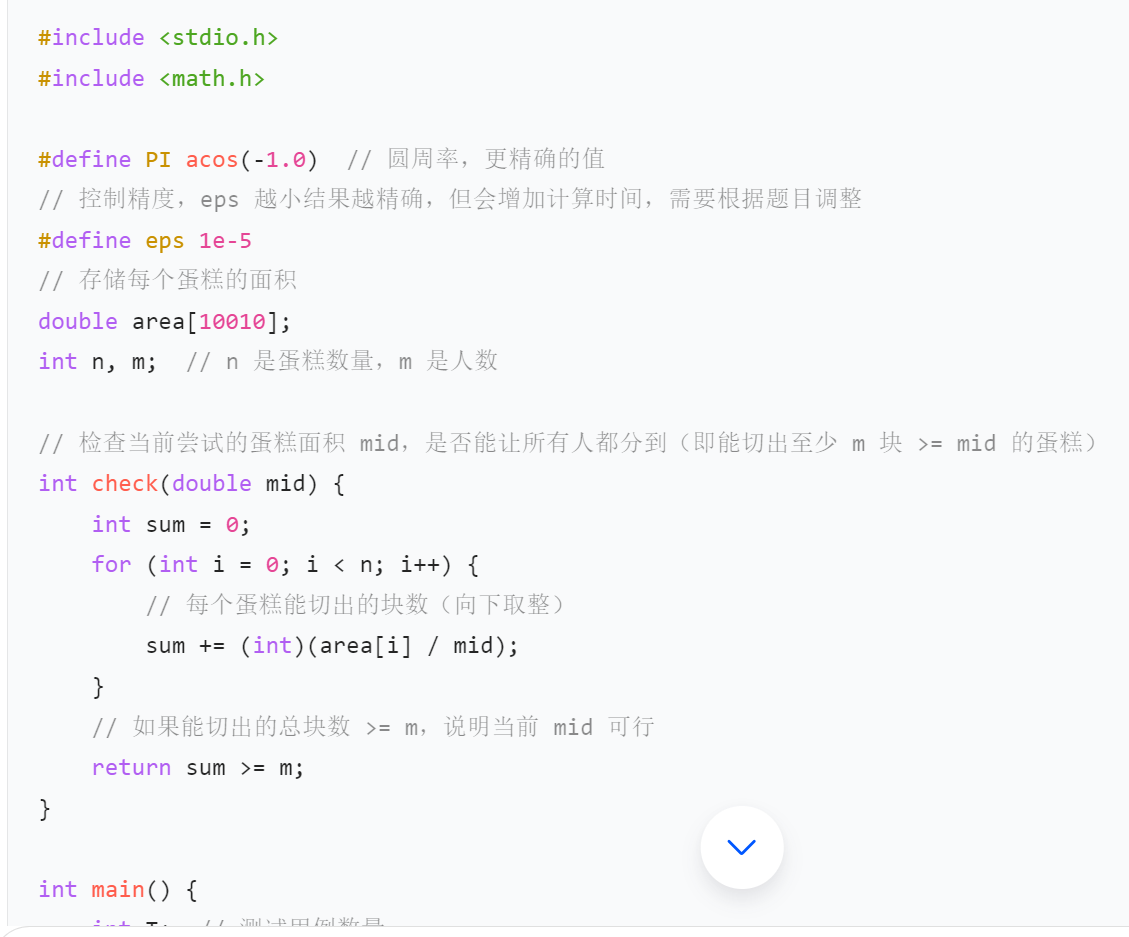 #include <stdio.h>
#include <math.h>
#define PI acos(-1.0)  // 圆周率，更精确的值
// 控制精度，eps 越小结果越精确，但会增加计算时间，需要根据题目调整
#define eps 1e-5
// 存储每个蛋糕的面积
double area[10010];
int n, m;  // n 是蛋糕数量，m 是人数
// 检查当前尝试的蛋糕面积 mid，是否能让所有人都分到（即能切出至少 m 块 >= mid 的蛋糕）
int check(double mid) {
    int sum = 0;
    for (int i = 0; i < n; i++) {
        // 每个蛋糕能切出的块数（向下取整）
        sum += (int)(area[i] / mid);
    }
    // 如果能切出的总块数 >= m，说明当前 mid 可行
    return sum >= m;
}
int main() {
    int T;  // 测试用例数量